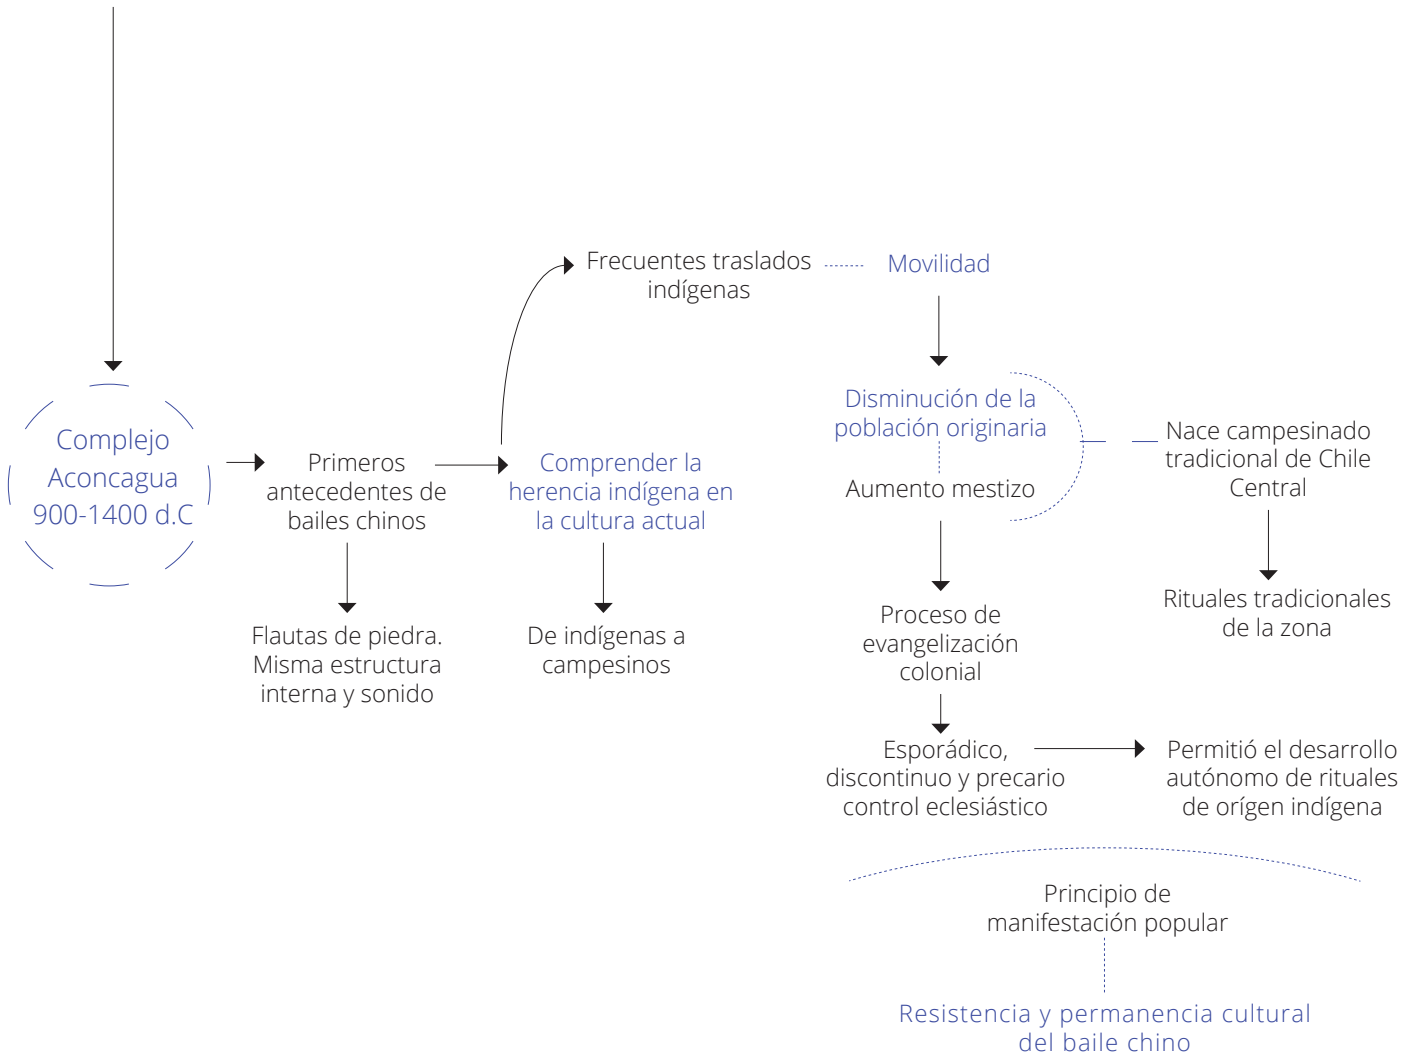 Complejo
Aconcagua
900-1400 d.C
Primeros
antecedentes de
bailes chinos
Flautas de piedra.
Misma estructura
interna y sonido
Comprender la
herencia indígena en
la cultura actual
De indígenas a
campesinos
Frecuentes traslados
indígenas
Movilidad
Disminución de la
población originaria
Aumento mestizo
Nace campesinado
tradicional de Chile
Central
Rituales tradicionales
de la zona
Proceso de
evangelización
colonial
Esporádico,
discontinuo y precario
control eclesiástico
Permitió el desarrollo
autónomo de rituales
de orígen indígena
Principio de
manifestación popular
Resistencia y permanencia cultural
del baile chino